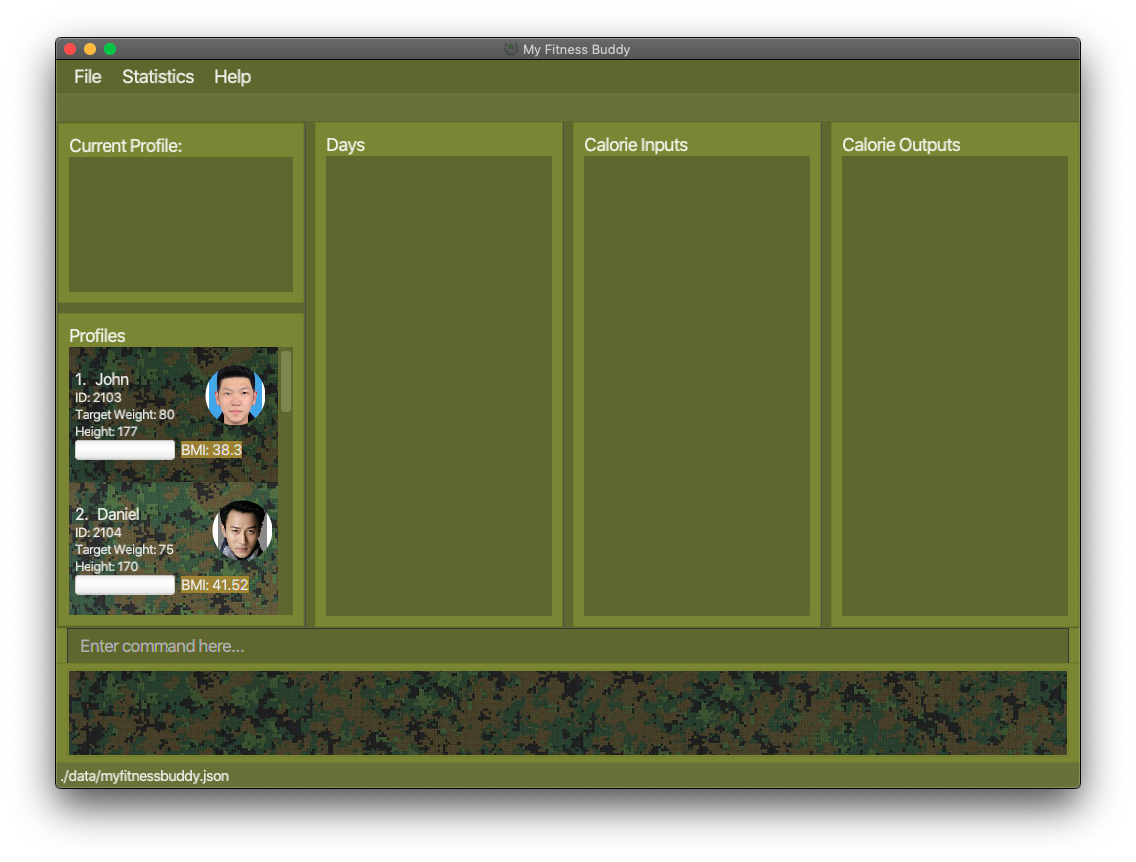 My Fitness Buddy
File Statistics Help
Current Profile:
Days
Calorie Inputs
Calorie Outputs
Profiles
1. John
ID: 2103
Target Weight: 80
Height: 177
BMI: 38.3
2. Daniel
ID: 2104
Target Weight: 75
Height: 170
BMI: 41.52
Enter command here...
./data/myfitnessbuddy.json